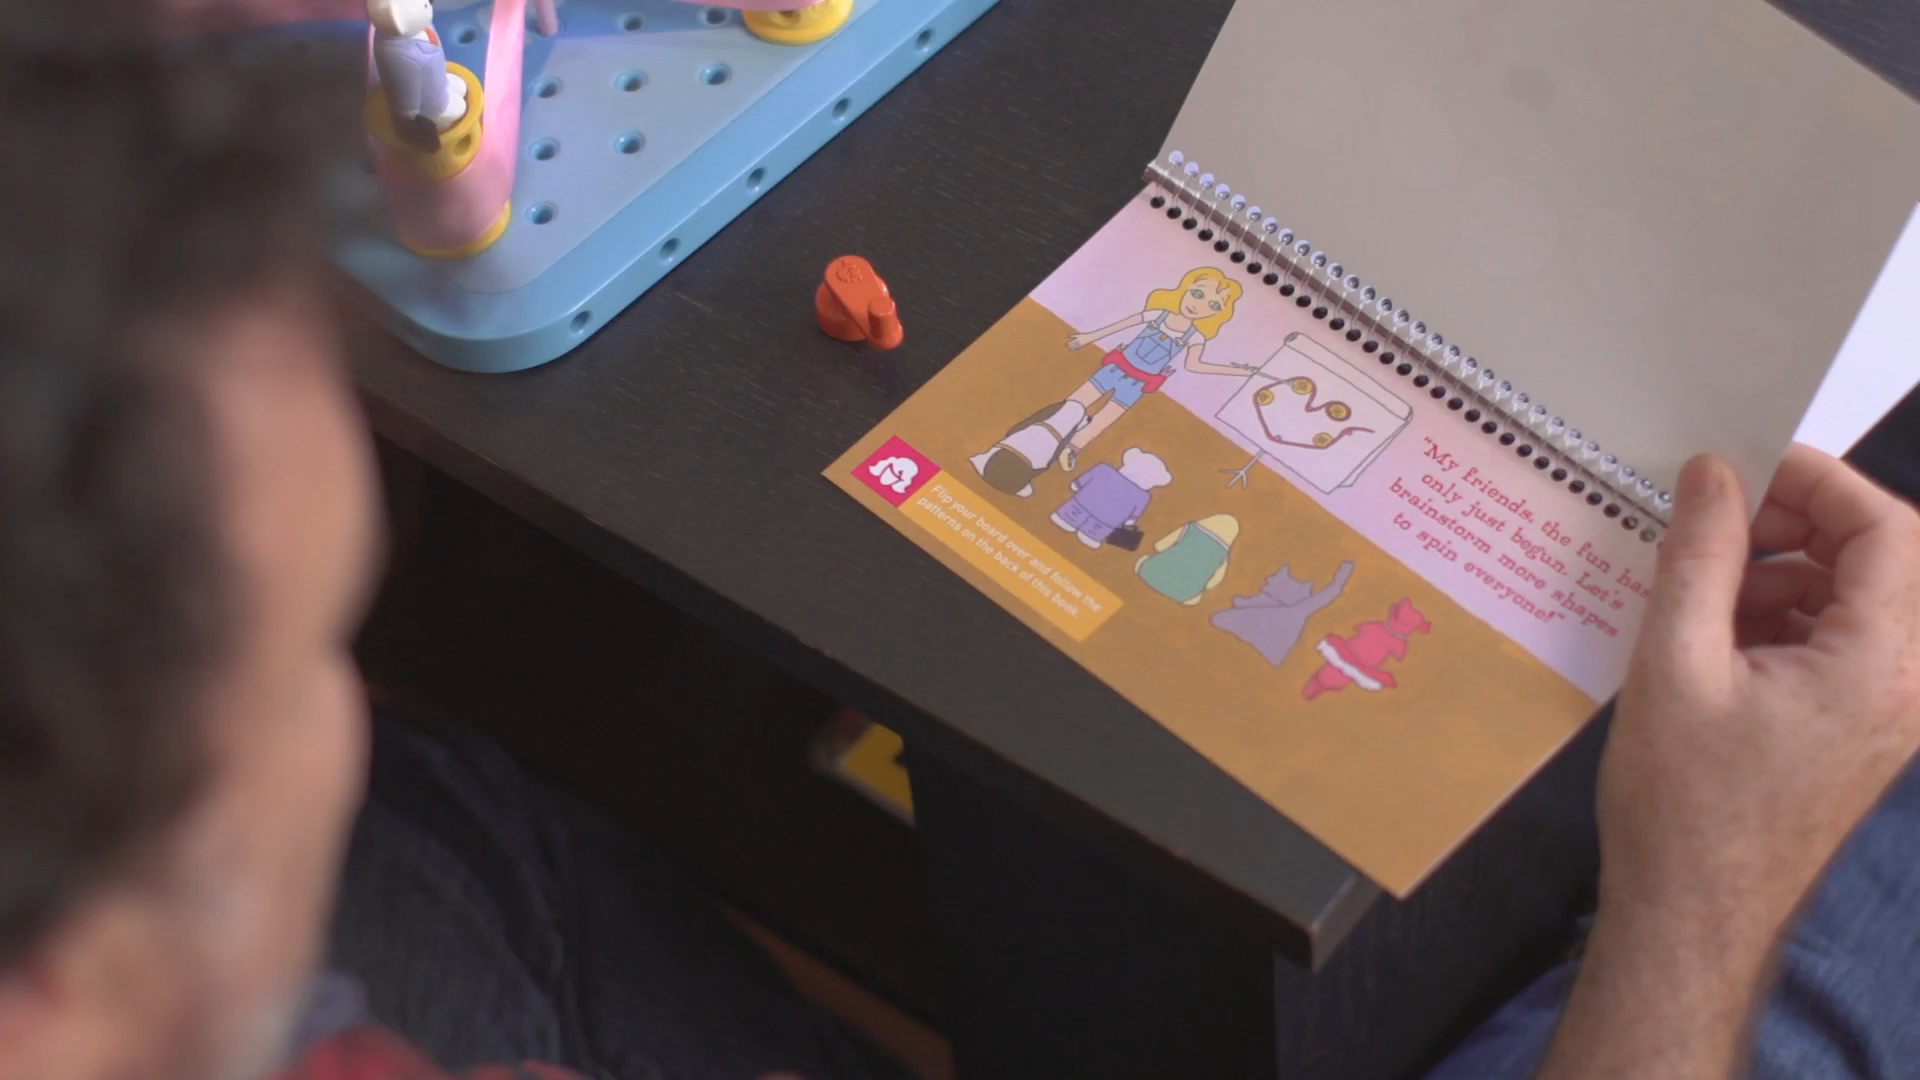 "My friends, the fun has
only just begun. Let's
brainstorm more shapes
to spin everyone!"
Flip your board over and follow the
patterns on the back of this book.